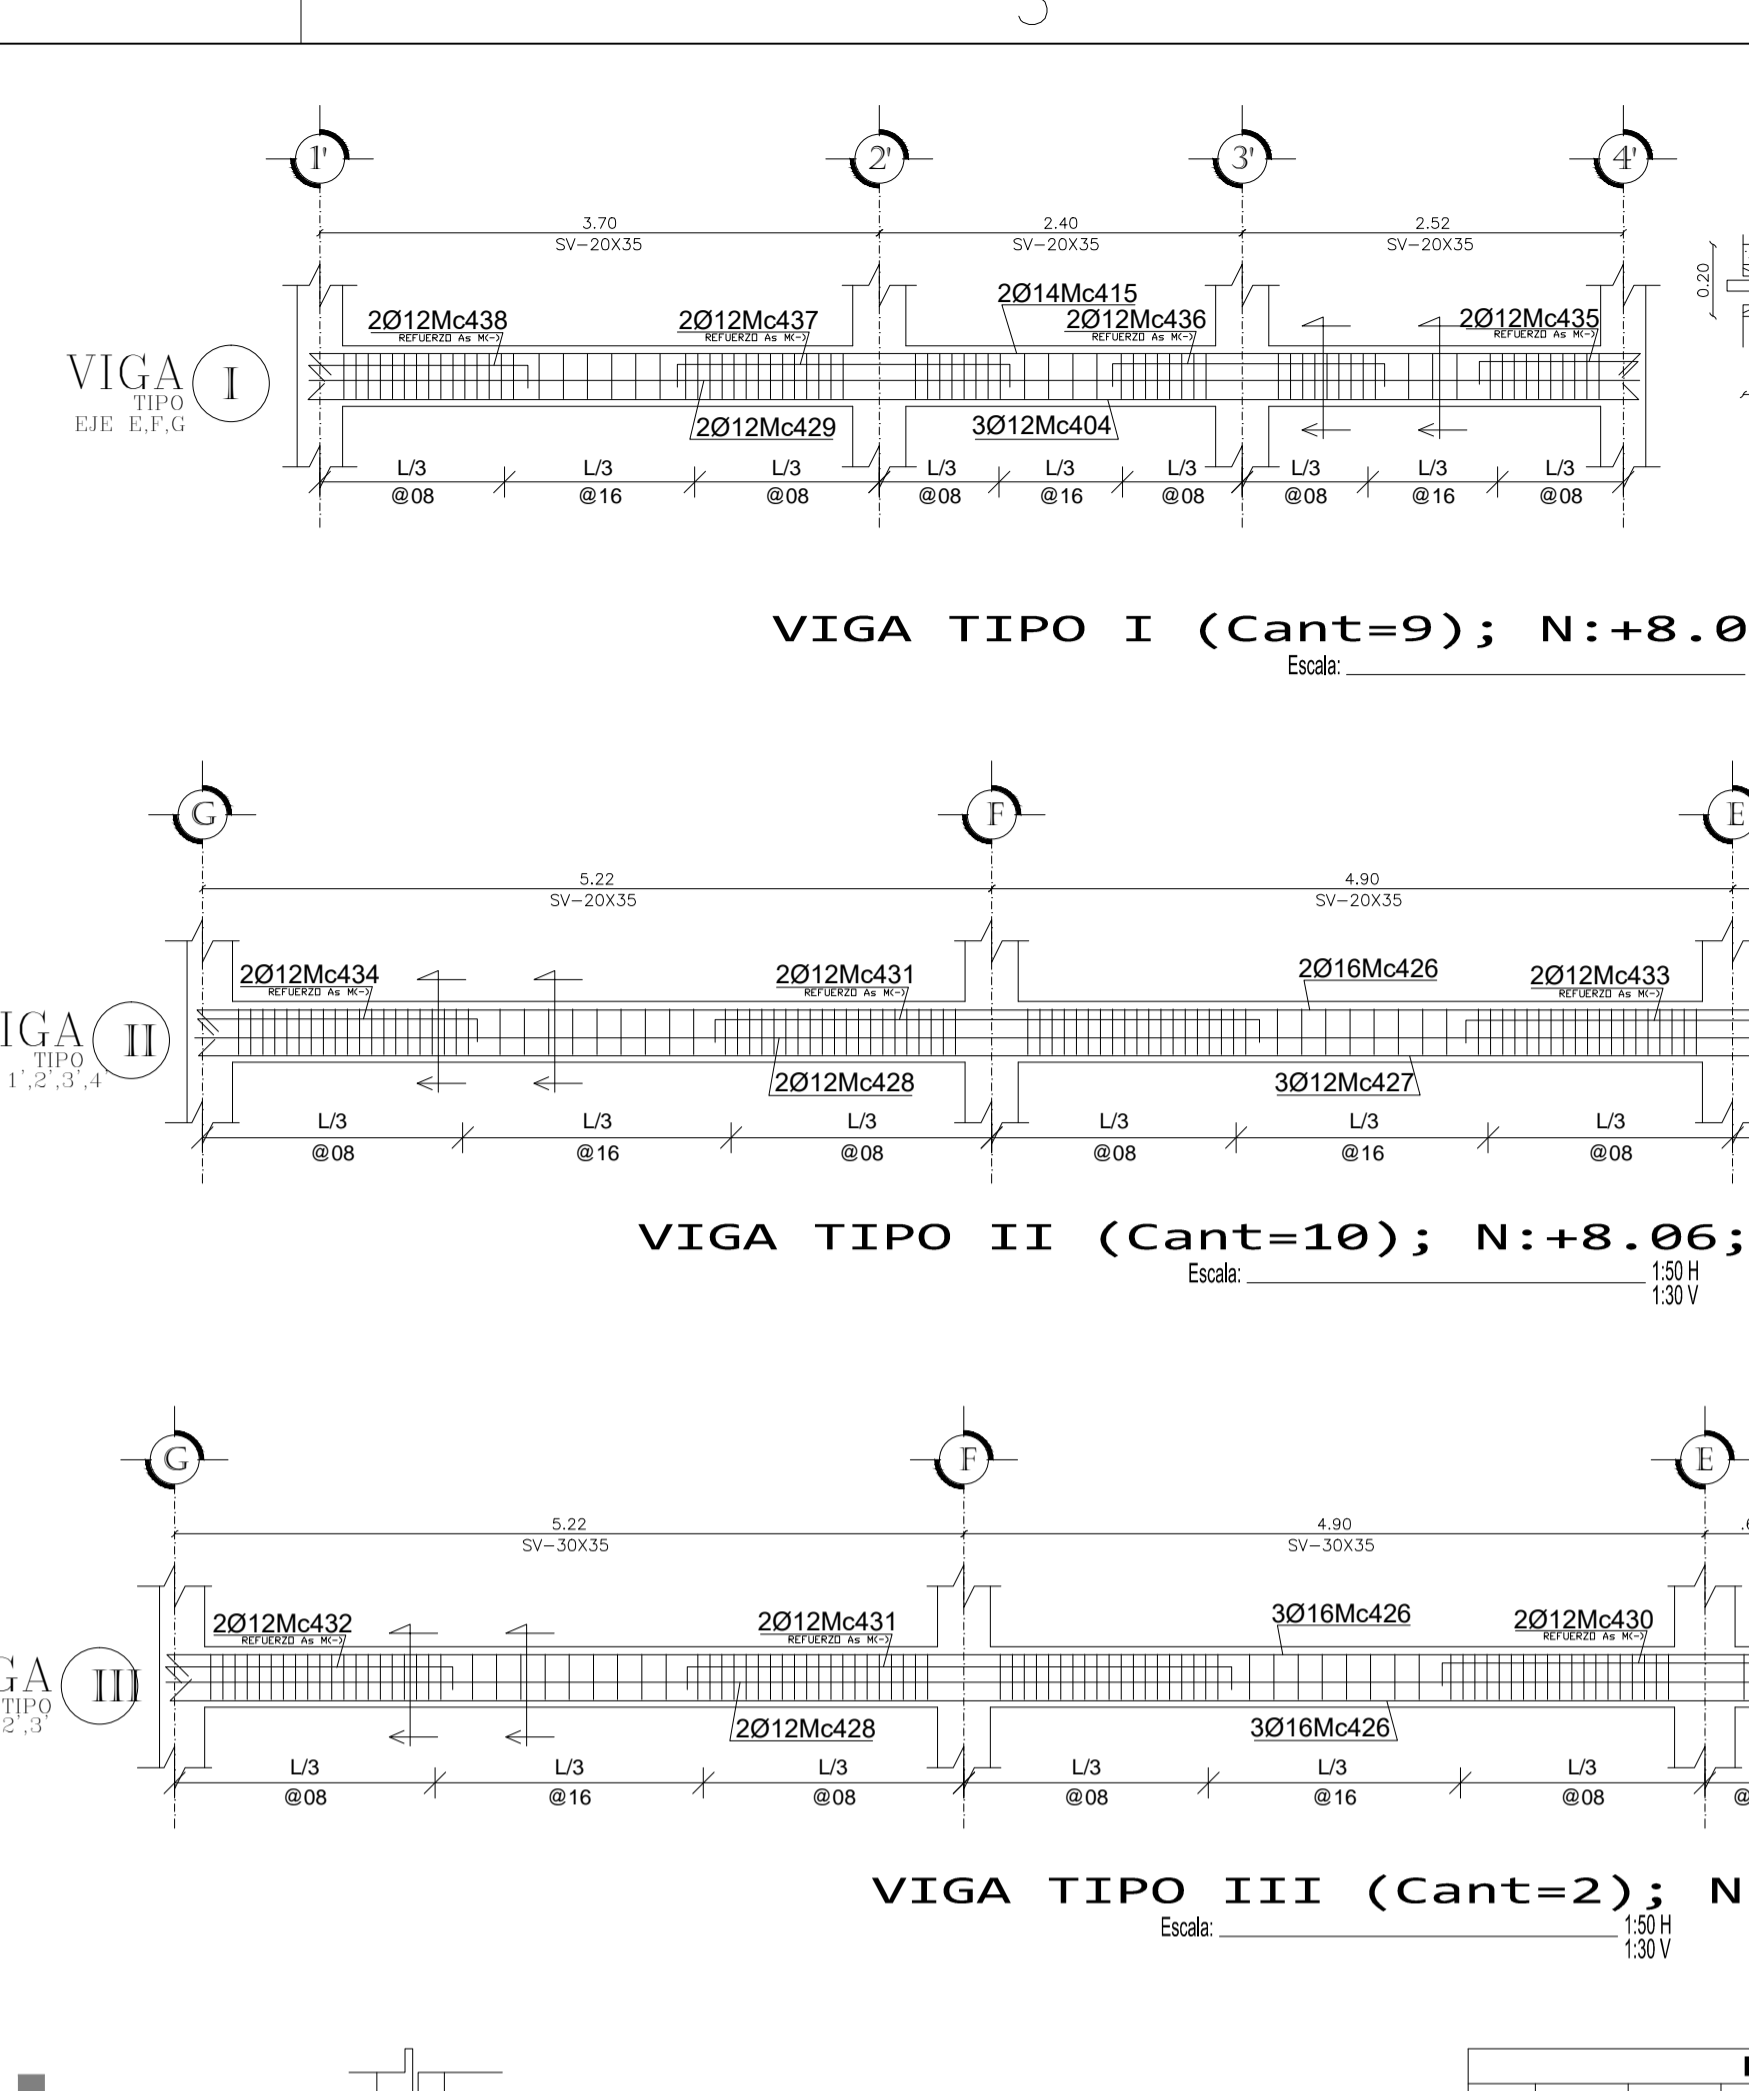 1' 2' 3' 4'
3.70 2.40 2.52
SV-20X35 SV-20X35 SV-20X35
0.20
2Ø14Mc415
2Ø12Mc438 2Ø12Mc437 2Ø12Mc436 2Ø12Mc435
REFUERZO As M(-) REFUERZO As M(-) REFUERZO As M(-) REFUERZO As M(-)
VIGA I
TIPO
EJE E,F,G
2Ø12Mc429 3Ø12Mc404
L/3 L/3 L/3 L/3 L/3 L/3 L/3 L/3 L/3
@08 @16 @08 @08 @16 @08 @08 @16 @08
VIGA TIPO I (Cant=9); N:+8.0
Escala:
G F E
5.22 4.90
SV-20X35 SV-20X35
2Ø12Mc434 2Ø12Mc431 2Ø16Mc426 2Ø12Mc433
REFUERZO As M(-) REFUERZO As M(-) REFUERZO As M(-)
IGA II
TIPO
1',2',3',4'
2Ø12Mc428 3Ø12Mc427
L/3 L/3 L/3 L/3 L/3 L/3
@08 @16 @08 @08 @16 @08
VIGA TIPO II (Cant=10); N:+8.06;
Escala: 1:50 H
1:30 V
G F E
5.22 4.90
SV-30X35 SV-30X35
2Ø12Mc432 2Ø12Mc431 3Ø16Mc426 2Ø12Mc430
REFUERZO As M(-) REFUERZO As M(-) REFUERZO As M(-)
GA III
TIPO
2',3'
2Ø12Mc428 3Ø16Mc426
L/3 L/3 L/3 L/3 L/3 L/3
@08 @16 @08 @08 @16 @08
VIGA TIPO III (Cant=2); N
Escala: 1:50 H
1:30 V